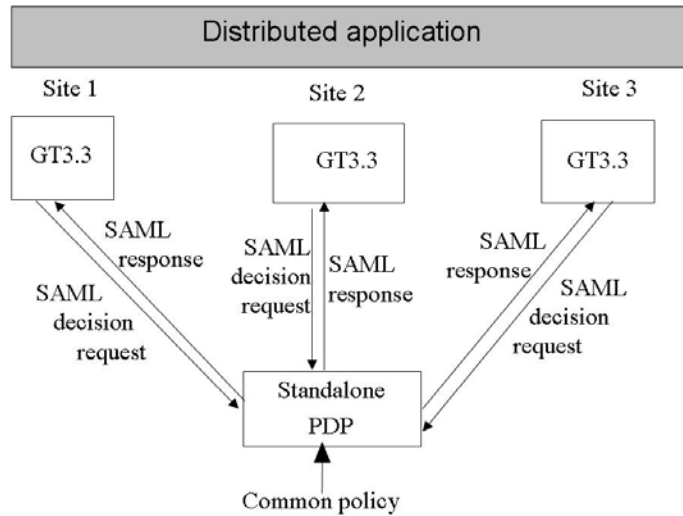 Distributed application
Site 1
Site 2
Site 3
GT3.3
GT3.3
GT3.3
SAML
response
SAML
decision
request
SAML
decision
request
SAML
response
SAML
response
SAML
decision
request
Standalone
PDP
Common policy